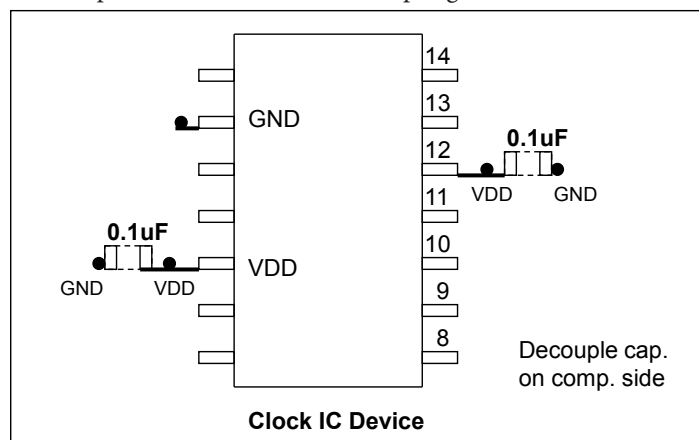 14
GND
13
0.1uF
12
VDD
GND
11
0.1uF
VDD
10
GND
VDD
9
8
Decouple cap.
on comp. side
Clock IC Device